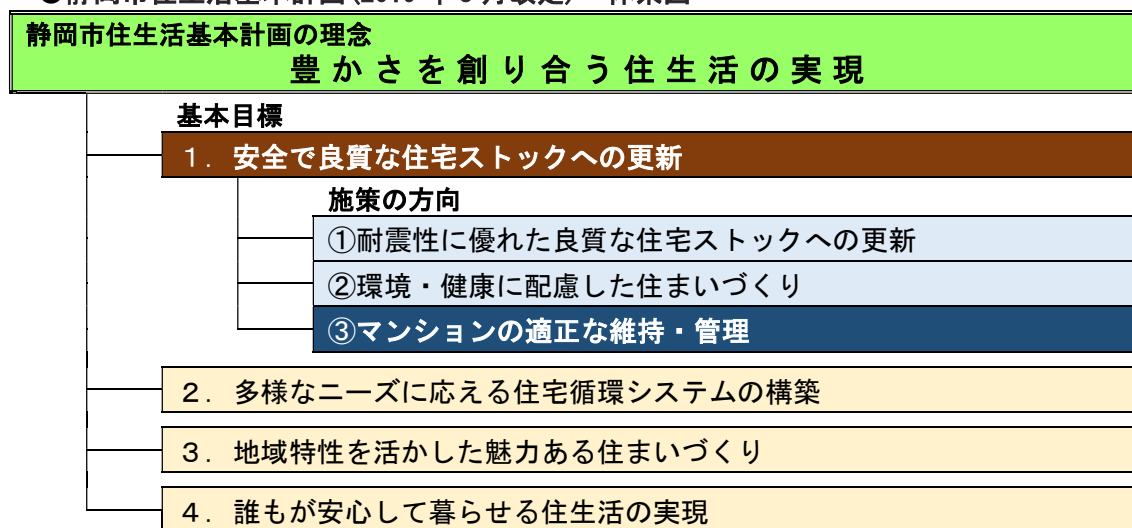 静岡市住生活基本計画の理念
豊かさを創り合う住生活の実現
基本目標
１．安全で良質な住宅ストックへの更新
施策の方向
①耐震性に優れた良質な住宅ストックへの更新
②環境・健康に配慮した住まいづくり
③マンションの適正な維持・管理
２．多様なニーズに応える住宅循環システムの構築
３．地域特性を活かした魅力ある住まいづくり
４．誰もが安心して暮らせる住生活の実現